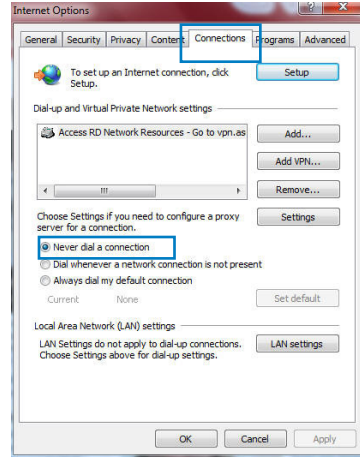 Internet Options
General Security Privacy Content Connections Programs Advanced
To set up an Internet connection, click
Setup.
Setup
Dial-up and Virtual Private Network settings
Access RD Network Resources - Go to vpn.as
Add...
Add VPN...
Remove...
Choose Settings if you need to configure a proxy
server for a connection.
Settings
Never dial a connection
Dial whenever a network connection is not present
Always dial my default connection
Current None
Set default
Local Area Network (LAN) settings
LAN Settings do not apply to dial-up connections.
Choose Settings above for dial-up settings.
LAN settings
OK Cancel Apply